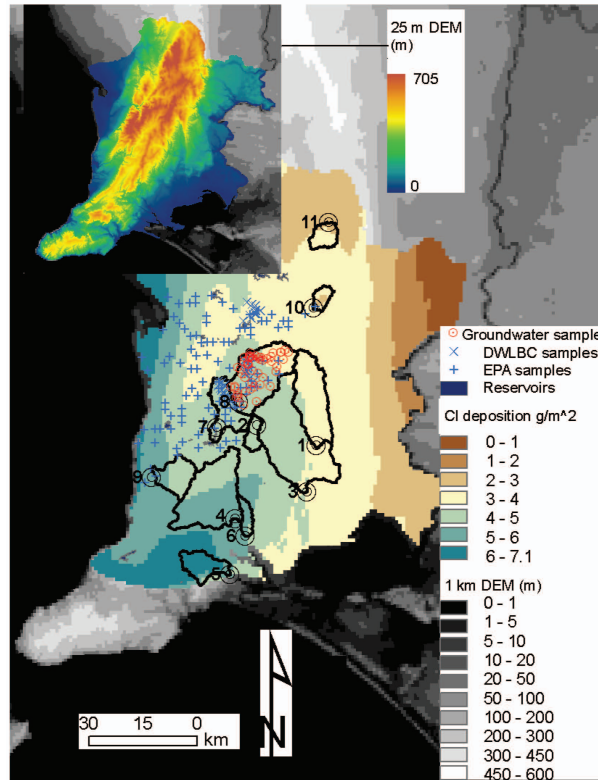 25 m DEM
(m)
705
0
11
10
8
7
2
1
9
3
4
6
5
Groundwater sample
DWLBC samples
EPA samples
Reservoirs
Cl deposition g/m^2
0 - 1
1 - 2
2 - 3
3 - 4
4 - 5
5 - 6
6 - 7.1
1 km DEM (m)
0 - 1
1 - 5
5 - 10
10 - 20
20 - 50
50 - 100
100 - 200
200 - 300
300 - 450
450 - 600
30 15 0
km
N